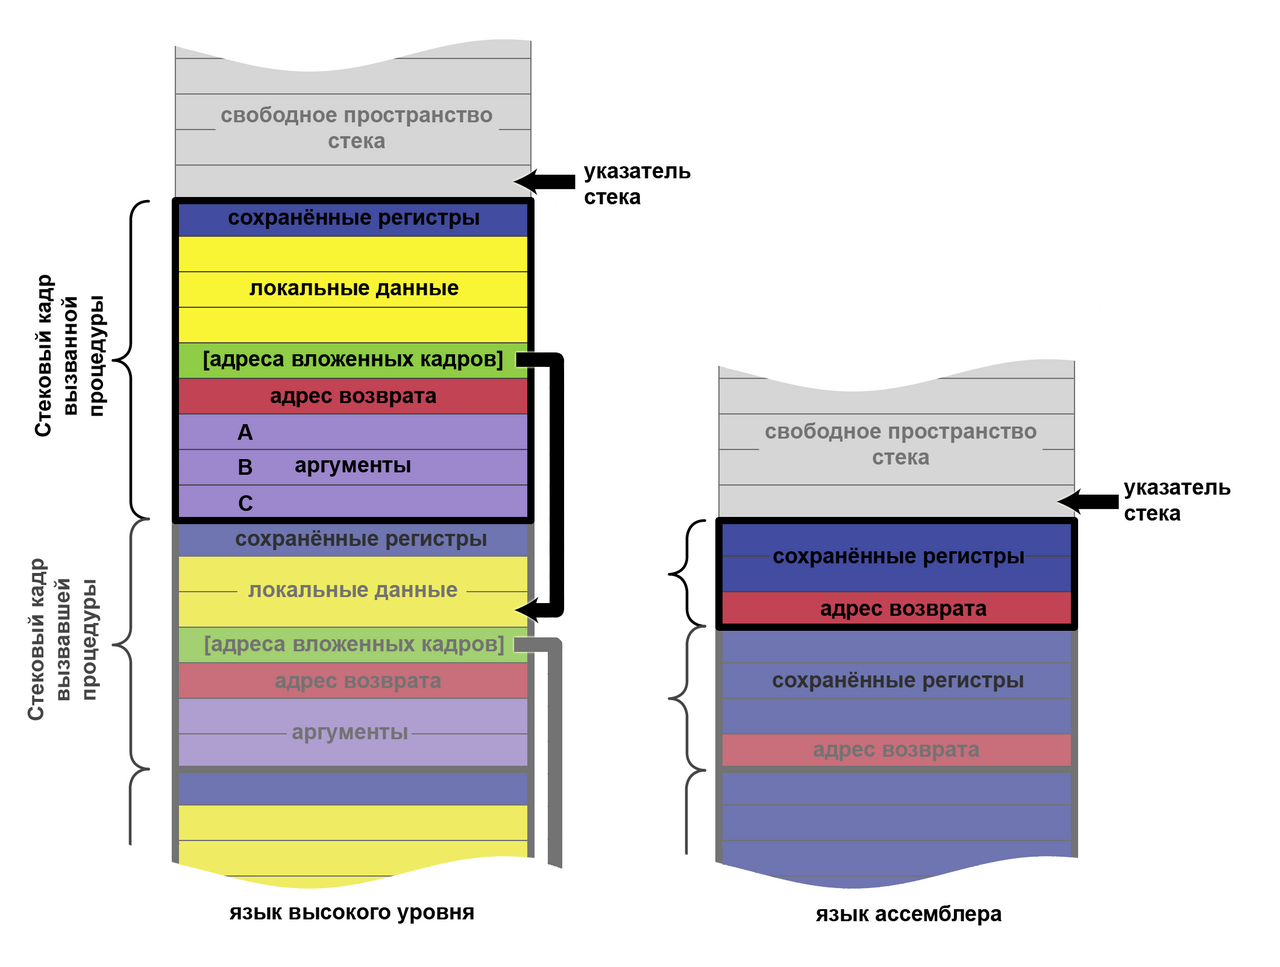 свободное пространство
стека
указатель
стека
Стековый кадр
вызванной
процедуры
сохранённые регистры
локальные данные
[адреса вложенных кадров]
адрес возврата
A
B аргументы
C
Стековый кадр
вызвавшей
процедуры
сохранённые регистры
локальные данные
[адреса вложенных кадров]
адрес возврата
аргументы
язык высокого уровня
свободное пространство
стека
указатель
стека
сохранённые регистры
адрес возврата
сохранённые регистры
адрес возврата
язык ассемблера